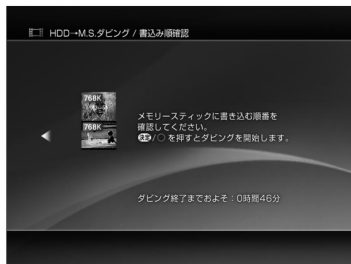 HDD→M.S.ダビング / 書込み順確認
768K
768K
メモリースティックに書き込む順番を
確認してください。
決定/○ を押すとダビングを開始します。
ダビング終了までおよそ：0時間46分